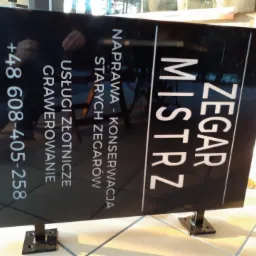 ZEGAR
MISTRZ
NAPRAWA - KONSERWACJA
STARYCH ZEGARÓW
USŁUGI ZŁOTNICZE
GRAWEROWANIE
+48 608-405-258